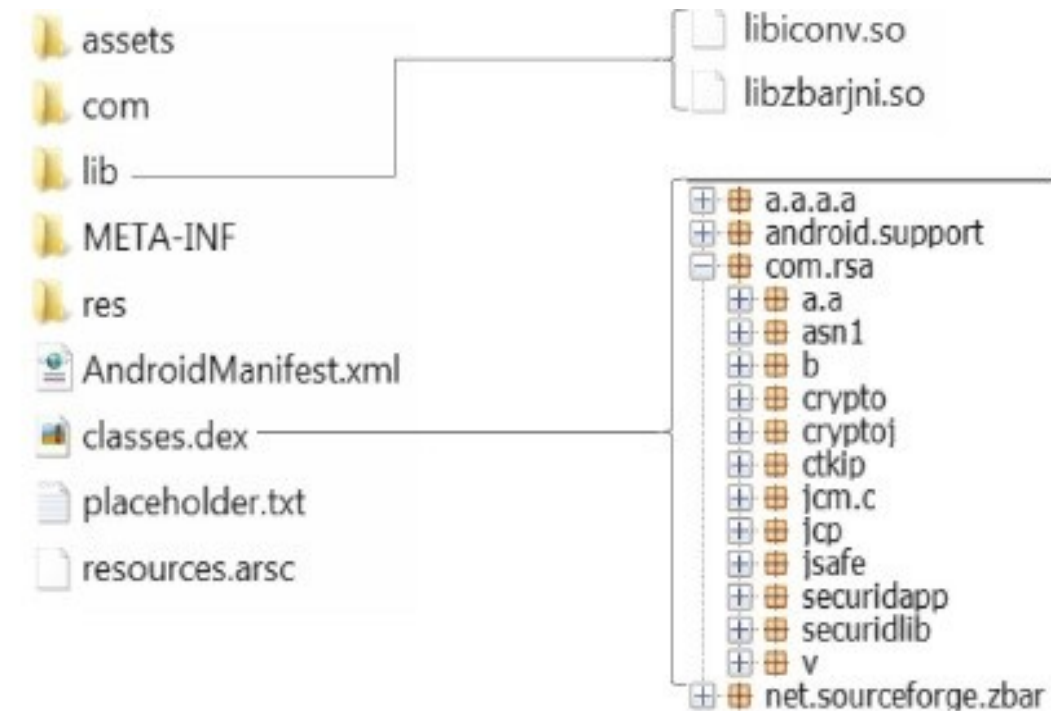 assets
com
lib
META-INF
res
AndroidManifest.xml
classes.dex
placeholder.txt
resources.arsc
libiconv.so
libzbarjni.so
a.a.a.a
android.support
com.rsa
a.a
asn1
b
crypto
cryptoj
ctkip
jcm.c
jcp
jsafe
securidapp
securidlib
v
net.sourceforge.zbar